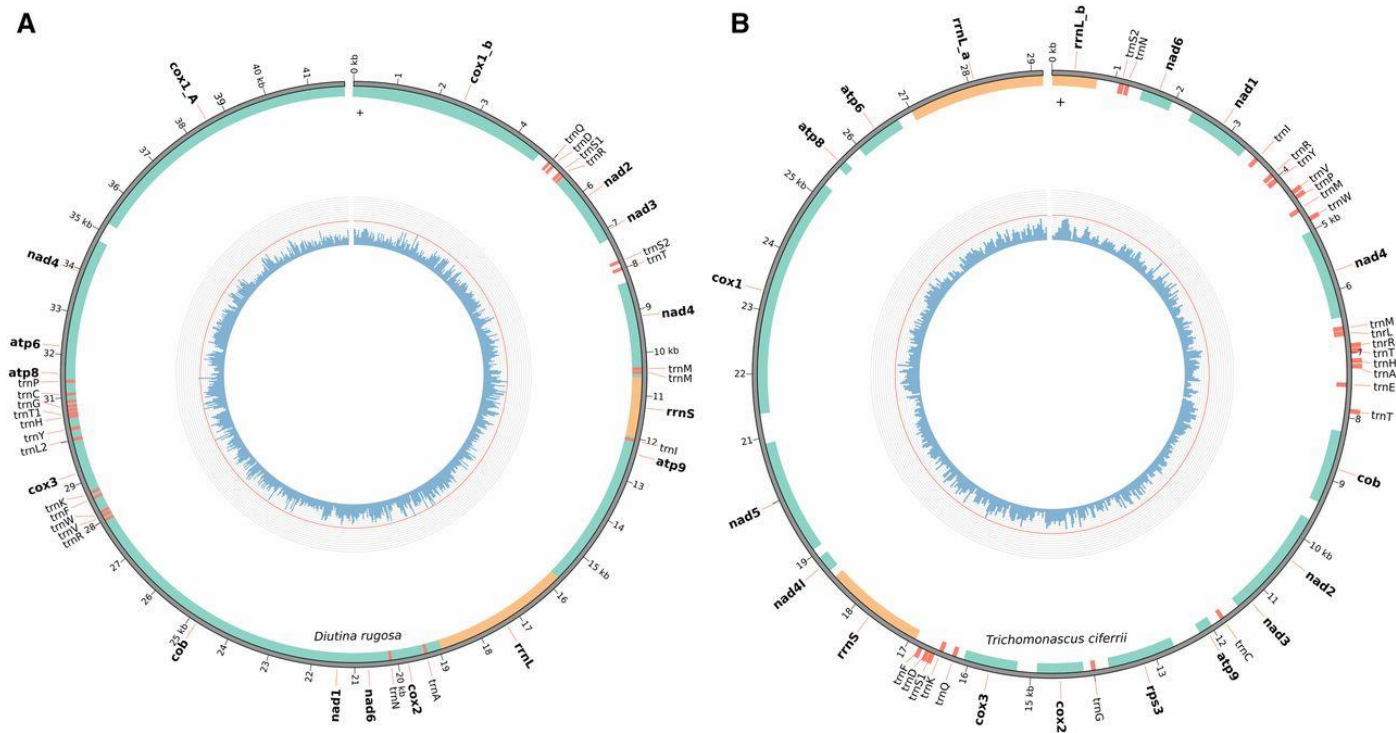 A
0 kb
+
1
cox1_b
2
3
4
trnQ
trnD
trnS1
trnR
6
nad2
7
nad3
trnS2
8
trnT
9
nad4
10 kb
trnM
trnM
11
rrnS
12
trnI
atp9
13
14
15 kb
16
17
rrnL
18
19
trnA
cox2
20 kb
trnN
nad6
21
nad1
22
23
24
25 kb
cob
26
27
28
trnR
trnV
trnW
trnF
trnK
29
cox3
trnL2
trnY
trnH
trnT1
31
trnG
trnC
trnP
atp8
32
atp6
33
34
nad4
35 kb
36
37
38
39
cox1_A
40 kb
41
Diutina rugosa
B
0 kb
+
rrnL_b
1
trnS2
trnN
nad6
2
nad1
3
trnI
trnR
4
trnY
trnV
trnP
trnM
trnW
5 kb
nad4
6
trnM
tnrL
tnrR
7
trnT
trnH
trnA
trnE
trnT
8
cob
9
10 kb
nad2
11
nad3
trnC
12
atp9
13
rps3
trnG
cox2
15 kb
cox3
16
trnQ
trnK
trnS1
trnD
trnF
17
rrnS
18
nad4l
19
nad5
21
22
23
cox1
24
25 kb
atp8
26
atp6
27
28
rrnL_a
29
Trichomonascus ciferrii